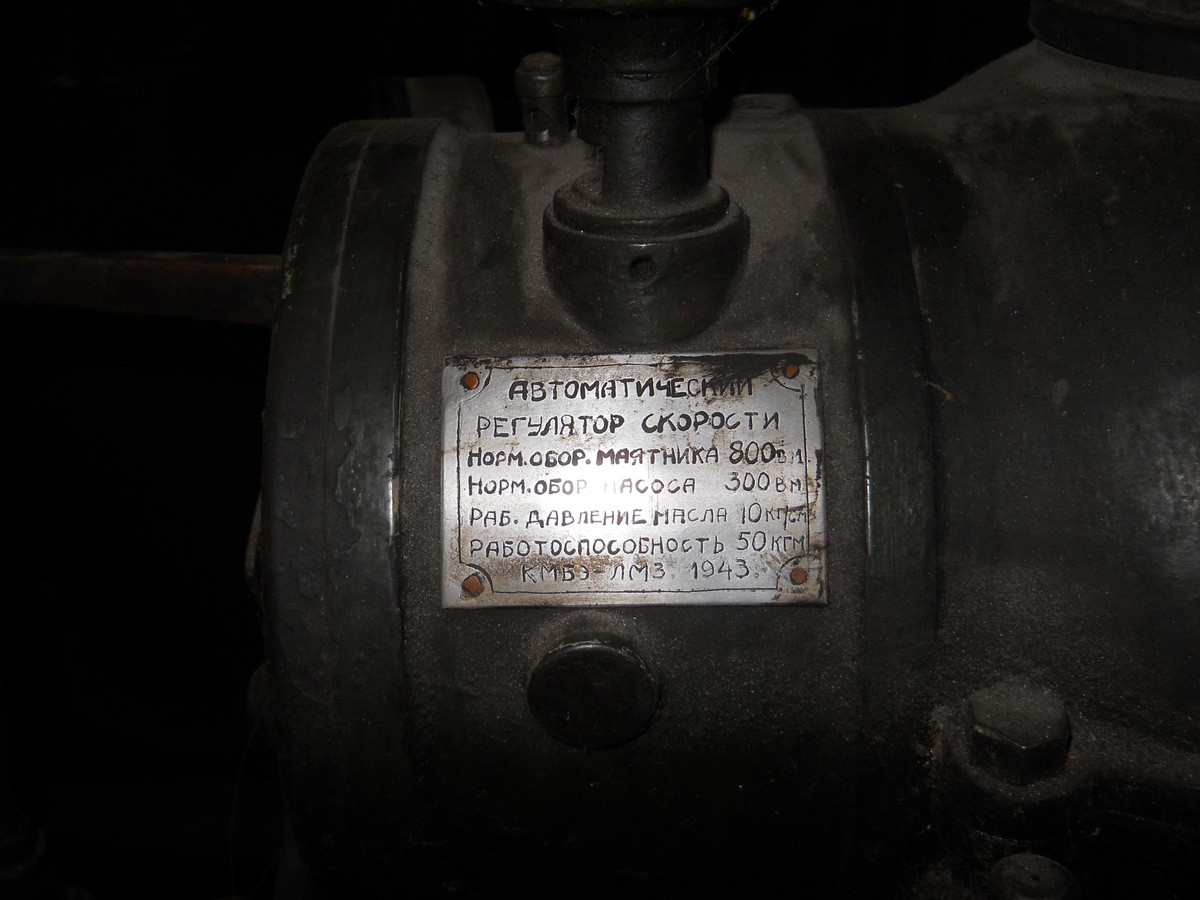 АВТОМАТИЧЕСКИЙ
РЕГУЛЯТОР СКОРОСТИ
НОРМ. ОБОР. МАЯТНИКА 800
НОРМ. ОБОР НАСОСА 300 В М.
РАБ. ДАВЛЕНИЕ МАСЛА 10 КГ/СМ
РАБОТОСПОСОБНОСТЬ 50 КГМ
КМБЭ-ЛМЗ. 1943.